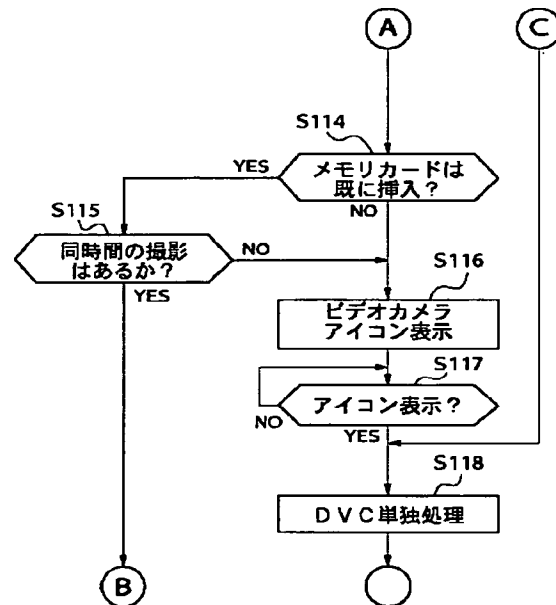 A
C
S114
YES
メモリカードは
既に挿入？
NO
S115
同時間の撮影
はあるか？
NO
YES
S116
ビデオカメラ
アイコン表示
S117
アイコン表示？
NO
YES
S118
ＤＶＣ単独処理
B